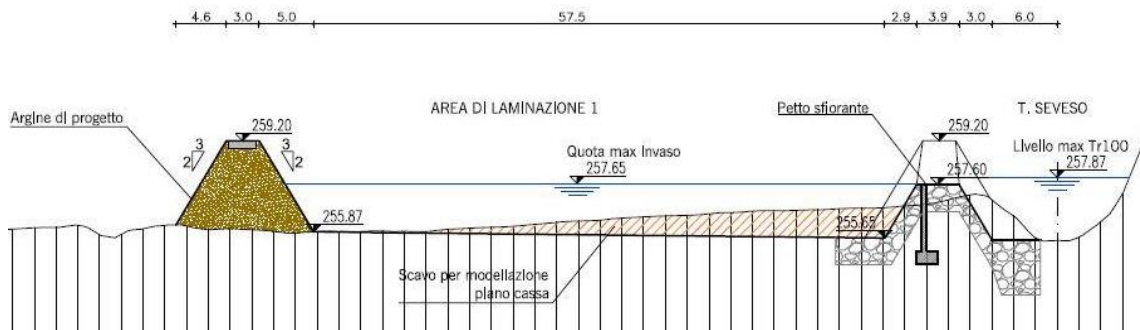 4.6 3.0 5.0 57.5 2.9 3.9 3.0 6.0
AREA DI LAMINAZIONE 1
Petto sfiorante
T. SEVESO
Argine di progetto
259.20
259.20
Livello max Tr100
3
2
3
2
Quota max invaso
257.65
257.60
257.87
255.87
255.65
Scavo per modellazione
plano cassa